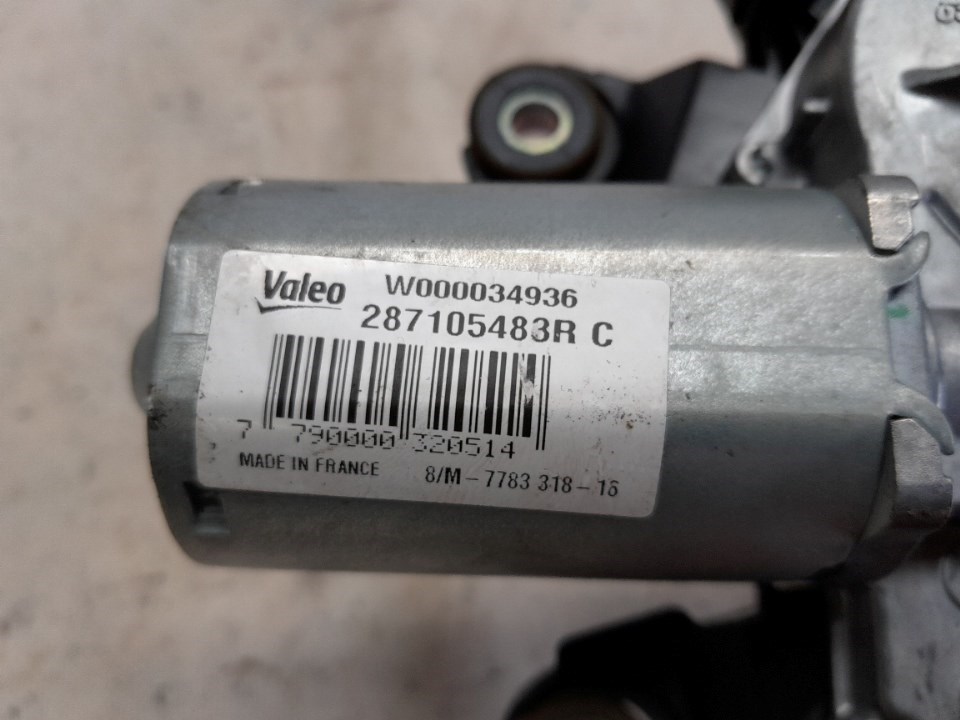 Valeo W000034936
287105483R C
7 790000 320514
MADE IN FRANCE 8/M - 7783 318 - 16